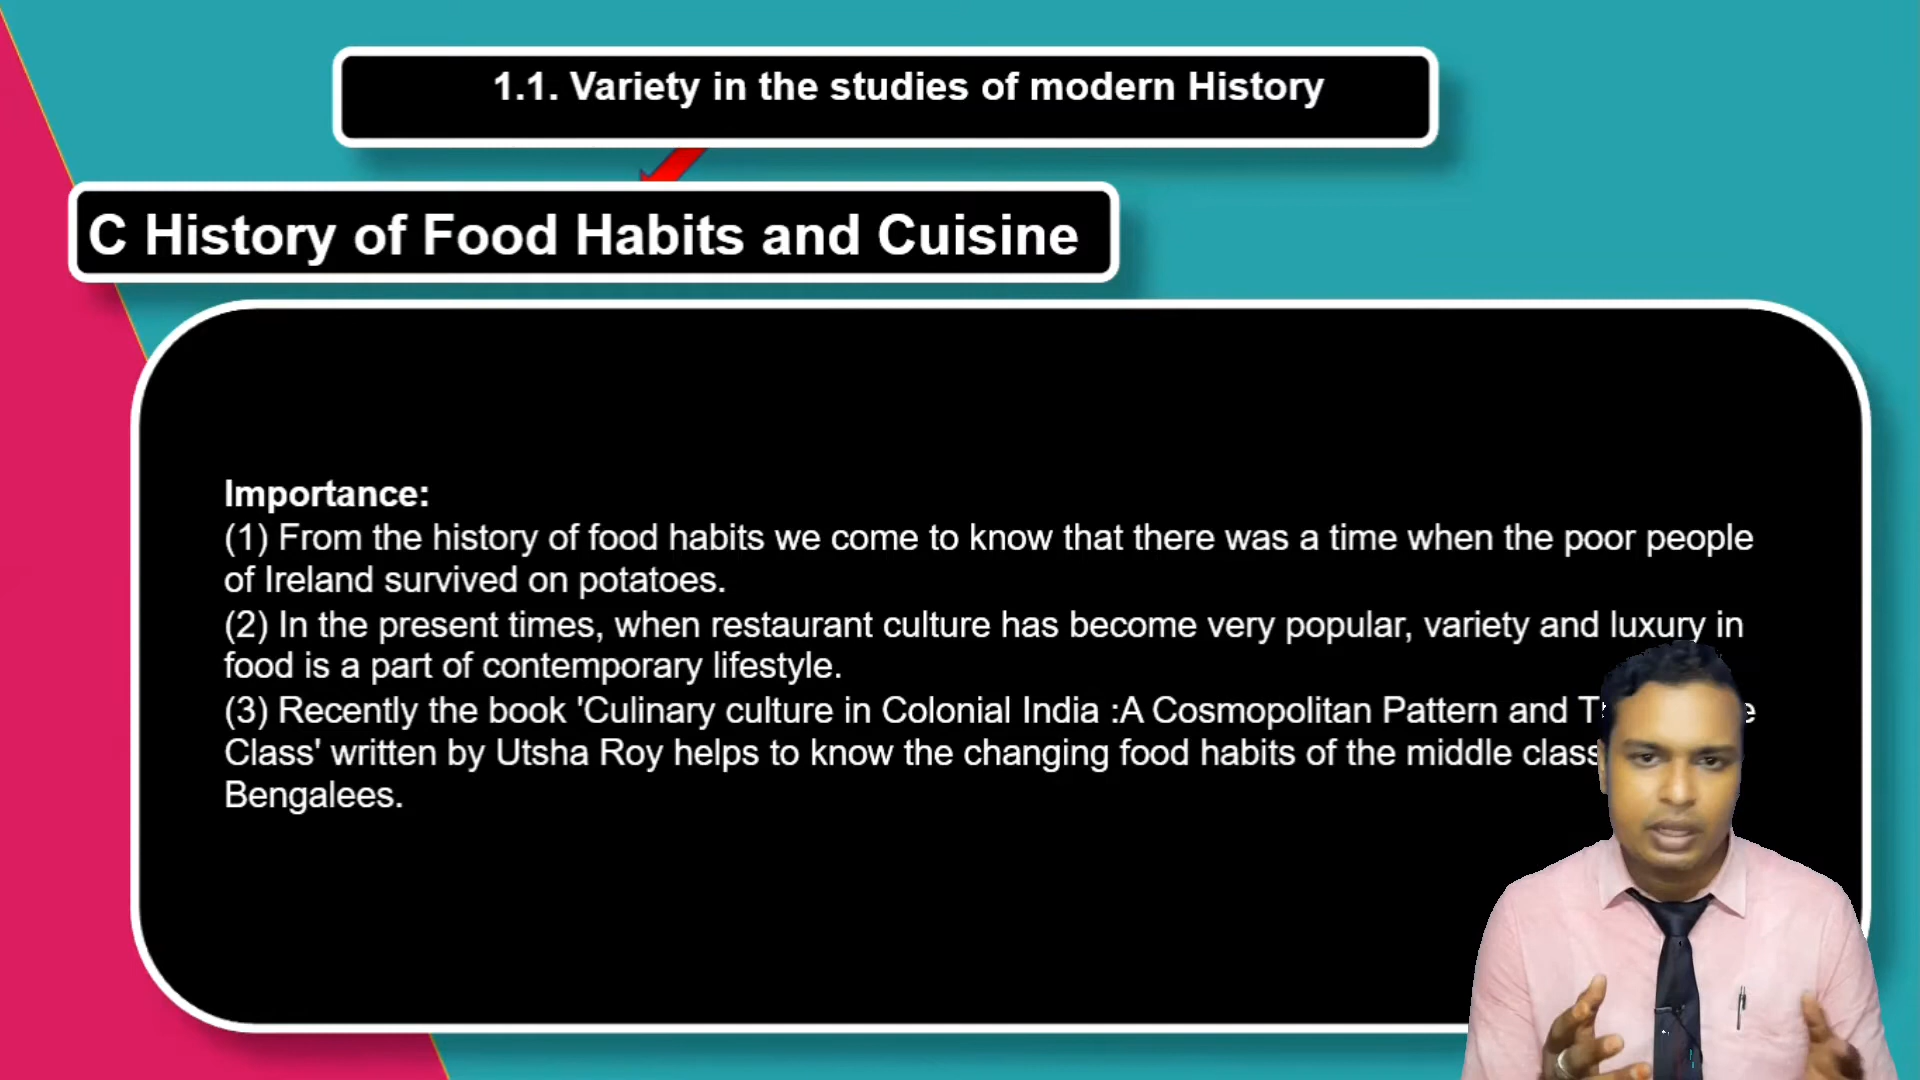 1.1. Variety in the studies of modern History
C History of Food Habits and Cuisine
Importance:
(1) From the history of food habits we come to know that there was a time when the poor people
of Ireland survived on potatoes.
(2) In the present times, when restaurant culture has become very popular, variety and luxury in
food is a part of contemporary lifestyle.
(3) Recently the book 'Culinary culture in Colonial India :A Cosmopolitan Pattern and
Class' written by Utsha Roy helps to know the changing food habits of the middle class
Bengalees.